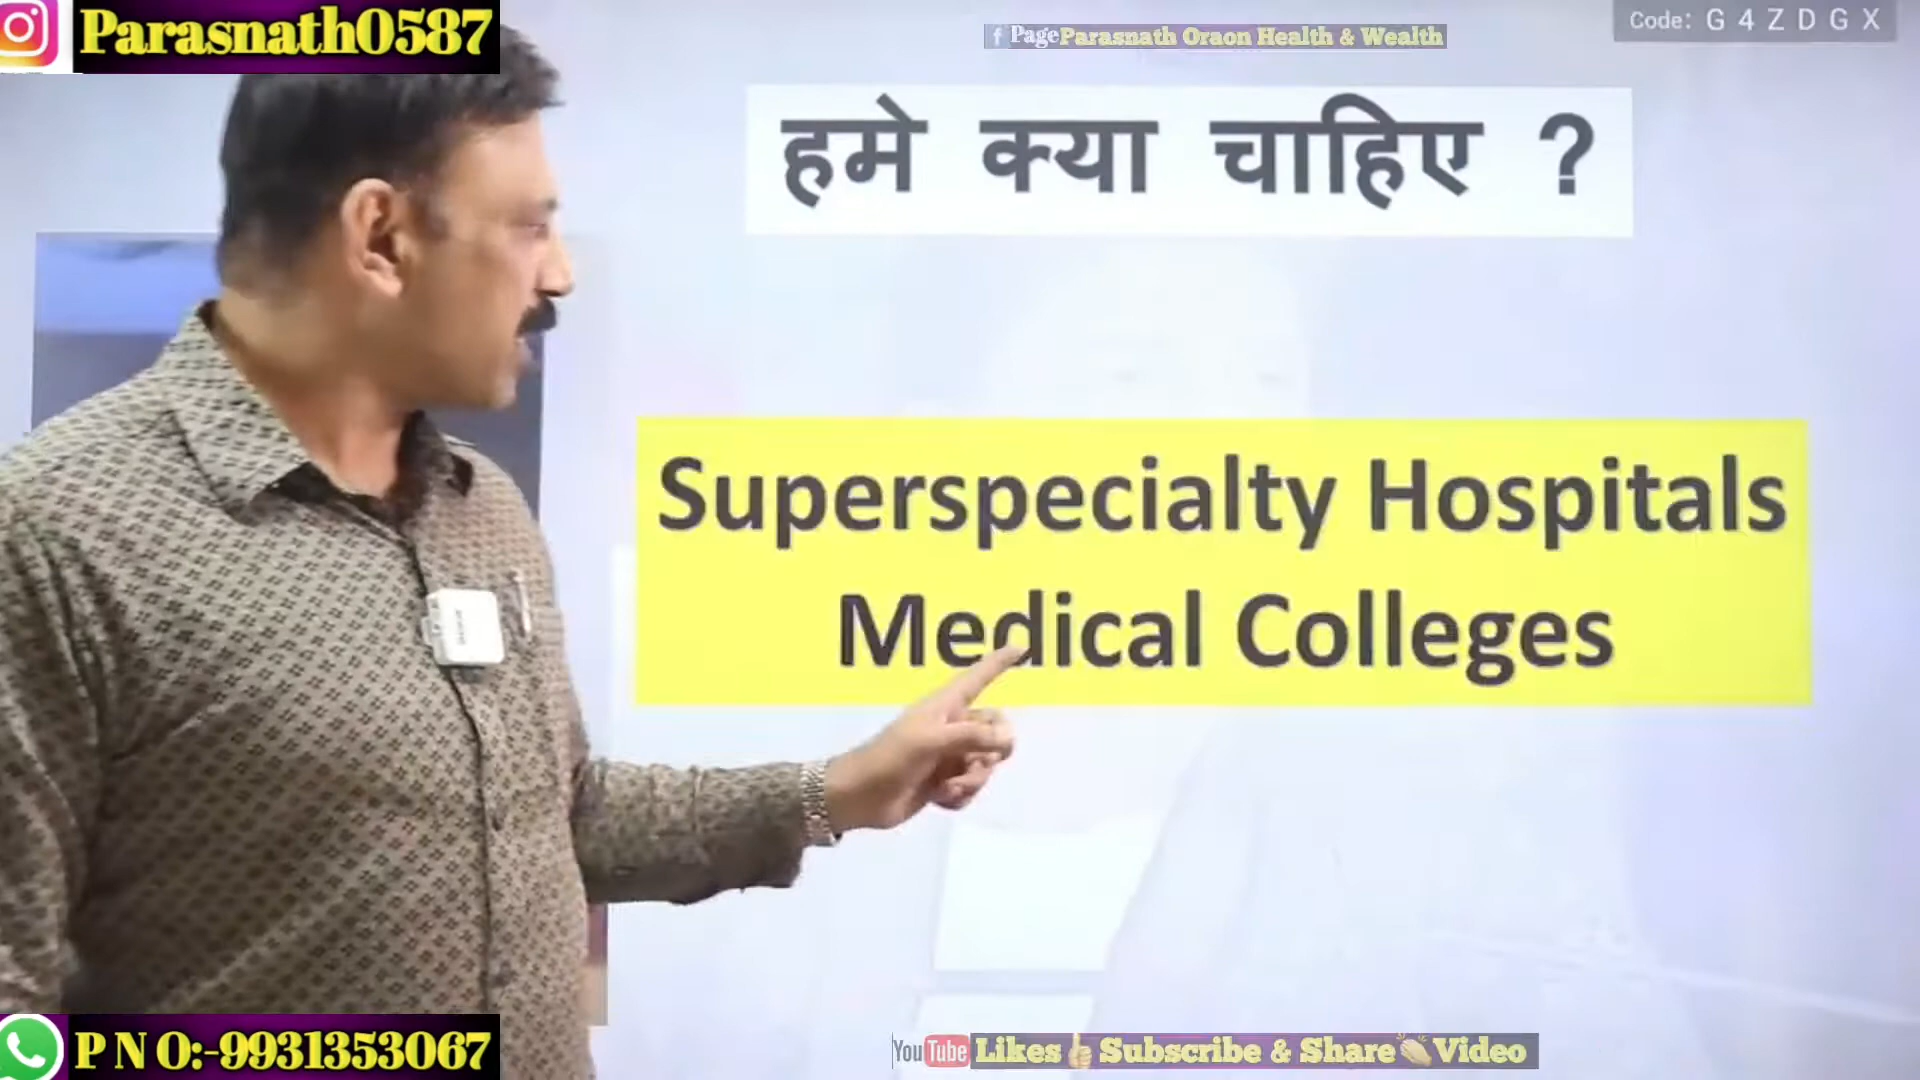 Parasnath0587
Page Parasnath Oraon Health & Wealth
Code: G 4 Z D G X
हमे क्या चाहिए ?
Superspecialty Hospitals
Medical Colleges
P N O:-9931353067
YouTube Likes Subscribe & Share Video